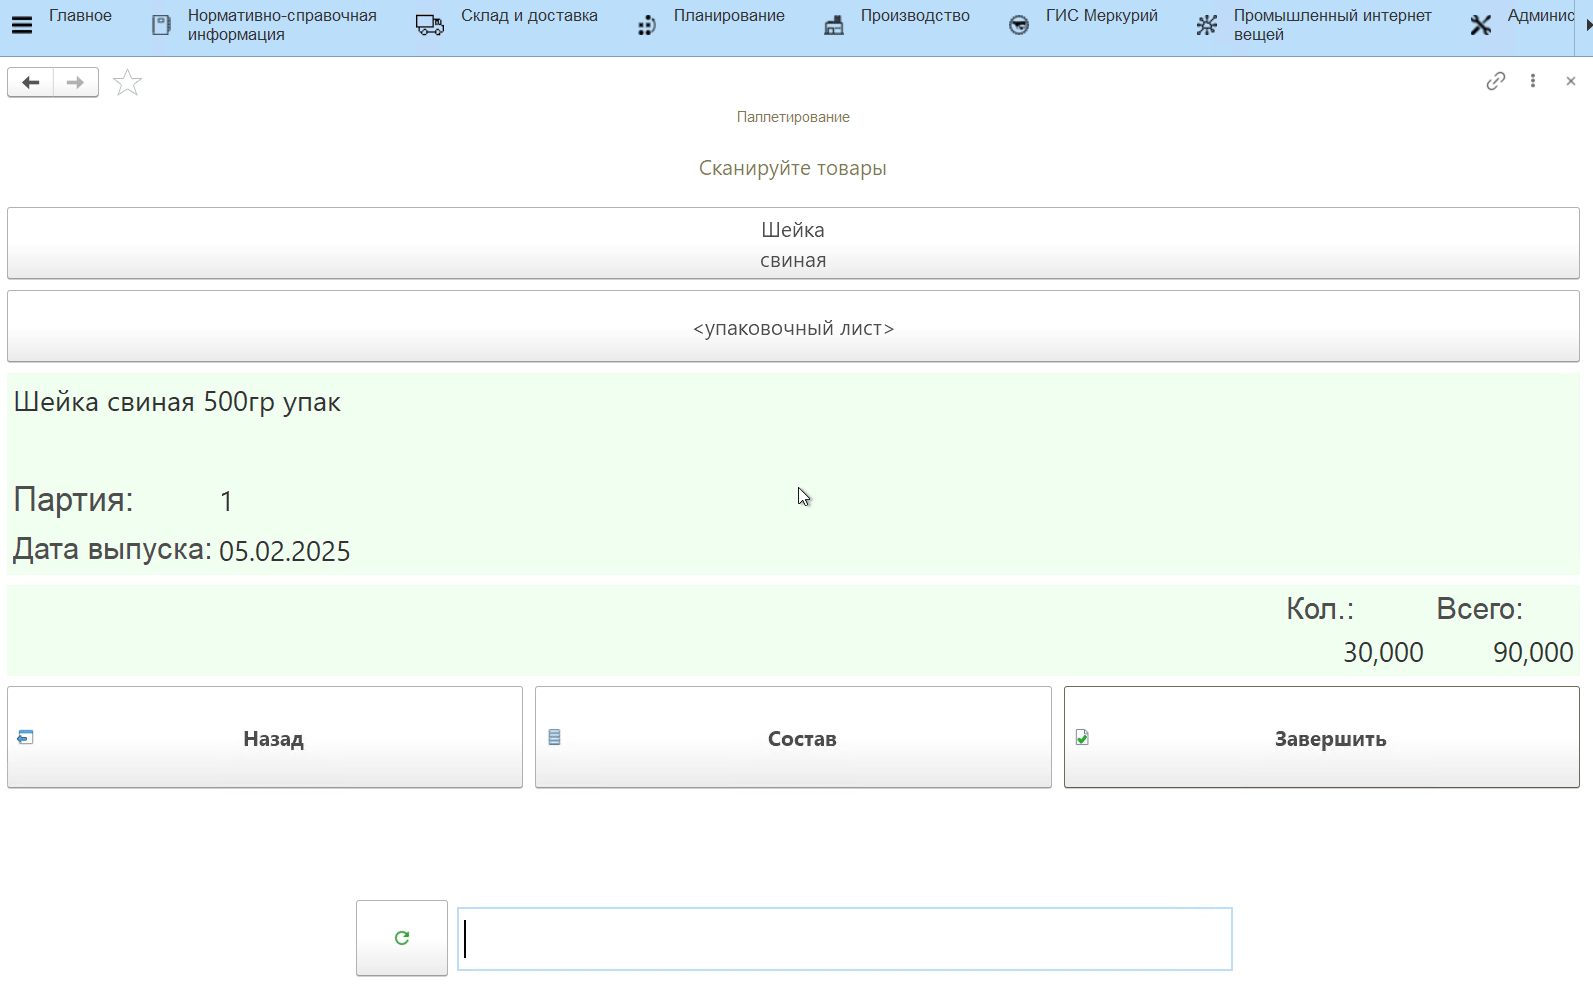 Главное
Нормативно-справочная
информация
Склад и доставка
Планирование
Производство
ГИС Меркурий
Промышленный интернет
вещей
Админис
Паллетирование
Сканируйте товары
Шейка
свиная
<упаковочный лист>
Шейка свиная 500гр упак
Партия: 1
Дата выпуска: 05.02.2025
Кол.: Всего:
30,000 90,000
Назад Состав Завершить